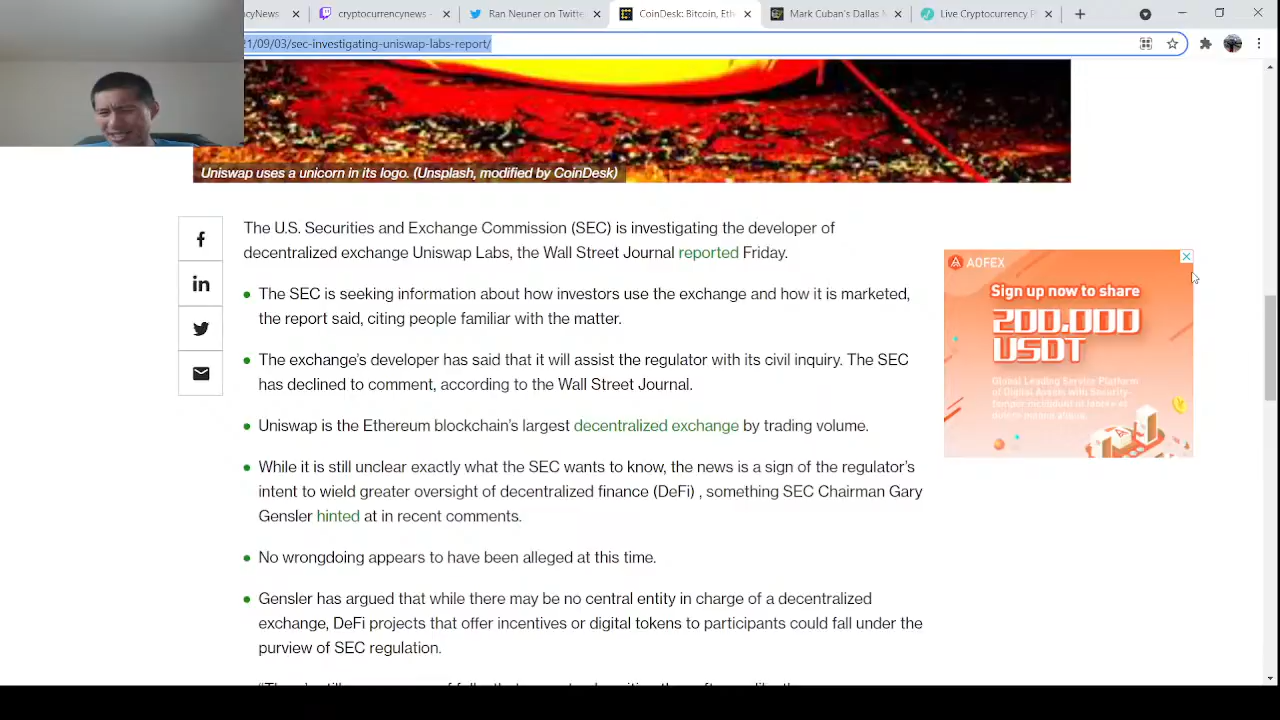 cyNews
cryptocurrencynews -
Ran Neuner on Twitte
CoinDesk: Bitcoin, Eth
Mark Cuban's Dallas M
Live Cryptocurrency P
21/09/03/sec-investigating-uniswap-labs-report/
Uniswap uses a unicorn in its logo. (Unsplash, modified by CoinDesk)
The U.S. Securities and Exchange Commission (SEC) is investigating the developer of
decentralized exchange Uniswap Labs, the Wall Street Journal reported Friday.
The SEC is seeking information about how investors use the exchange and how it is marketed,
the report said, citing people familiar with the matter.
The exchange's developer has said that it will assist the regulator with its civil inquiry. The SEC
has declined to comment, according to the Wall Street Journal.
Uniswap is the Ethereum blockchain's largest decentralized exchange by trading volume.
While it is still unclear exactly what the SEC wants to know, the news is a sign of the regulator's
intent to wield greater oversight of decentralized finance (DeFi) , something SEC Chairman Gary
Gensler hinted at in recent comments.
No wrongdoing appears to have been alleged at this time.
Gensler has argued that while there may be no central entity in charge of a decentralized
exchange, DeFi projects that offer incentives or digital tokens to participants could fall under the
purview of SEC regulation.
AOFEX
Sign up now to share
200,000
USDT
Global Leading Service Platform
of Digital Assets with Security